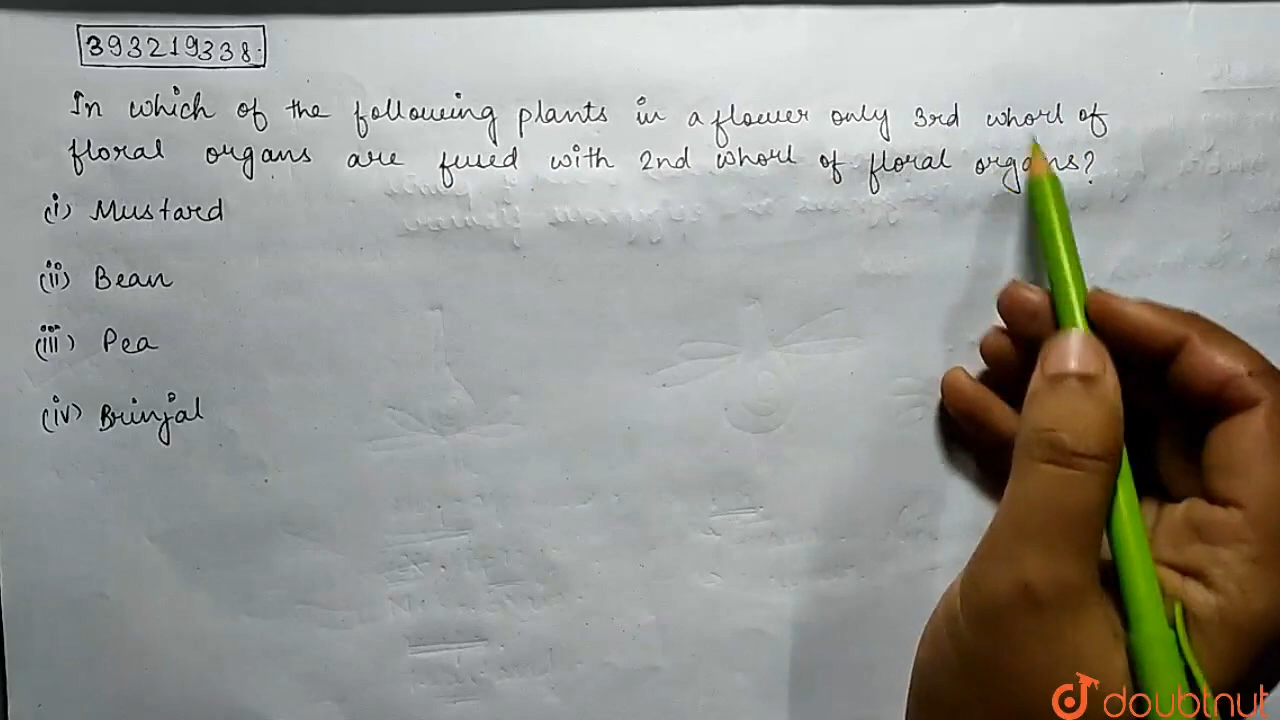 393219338.
In which of the following plants in a flower only 3rd whorl of
floral organs are fused with 2nd whorl of floral organs?
(i) Mustard
(ii) Bean
(iii) Pea
(iv) Brinjal
doubtnut